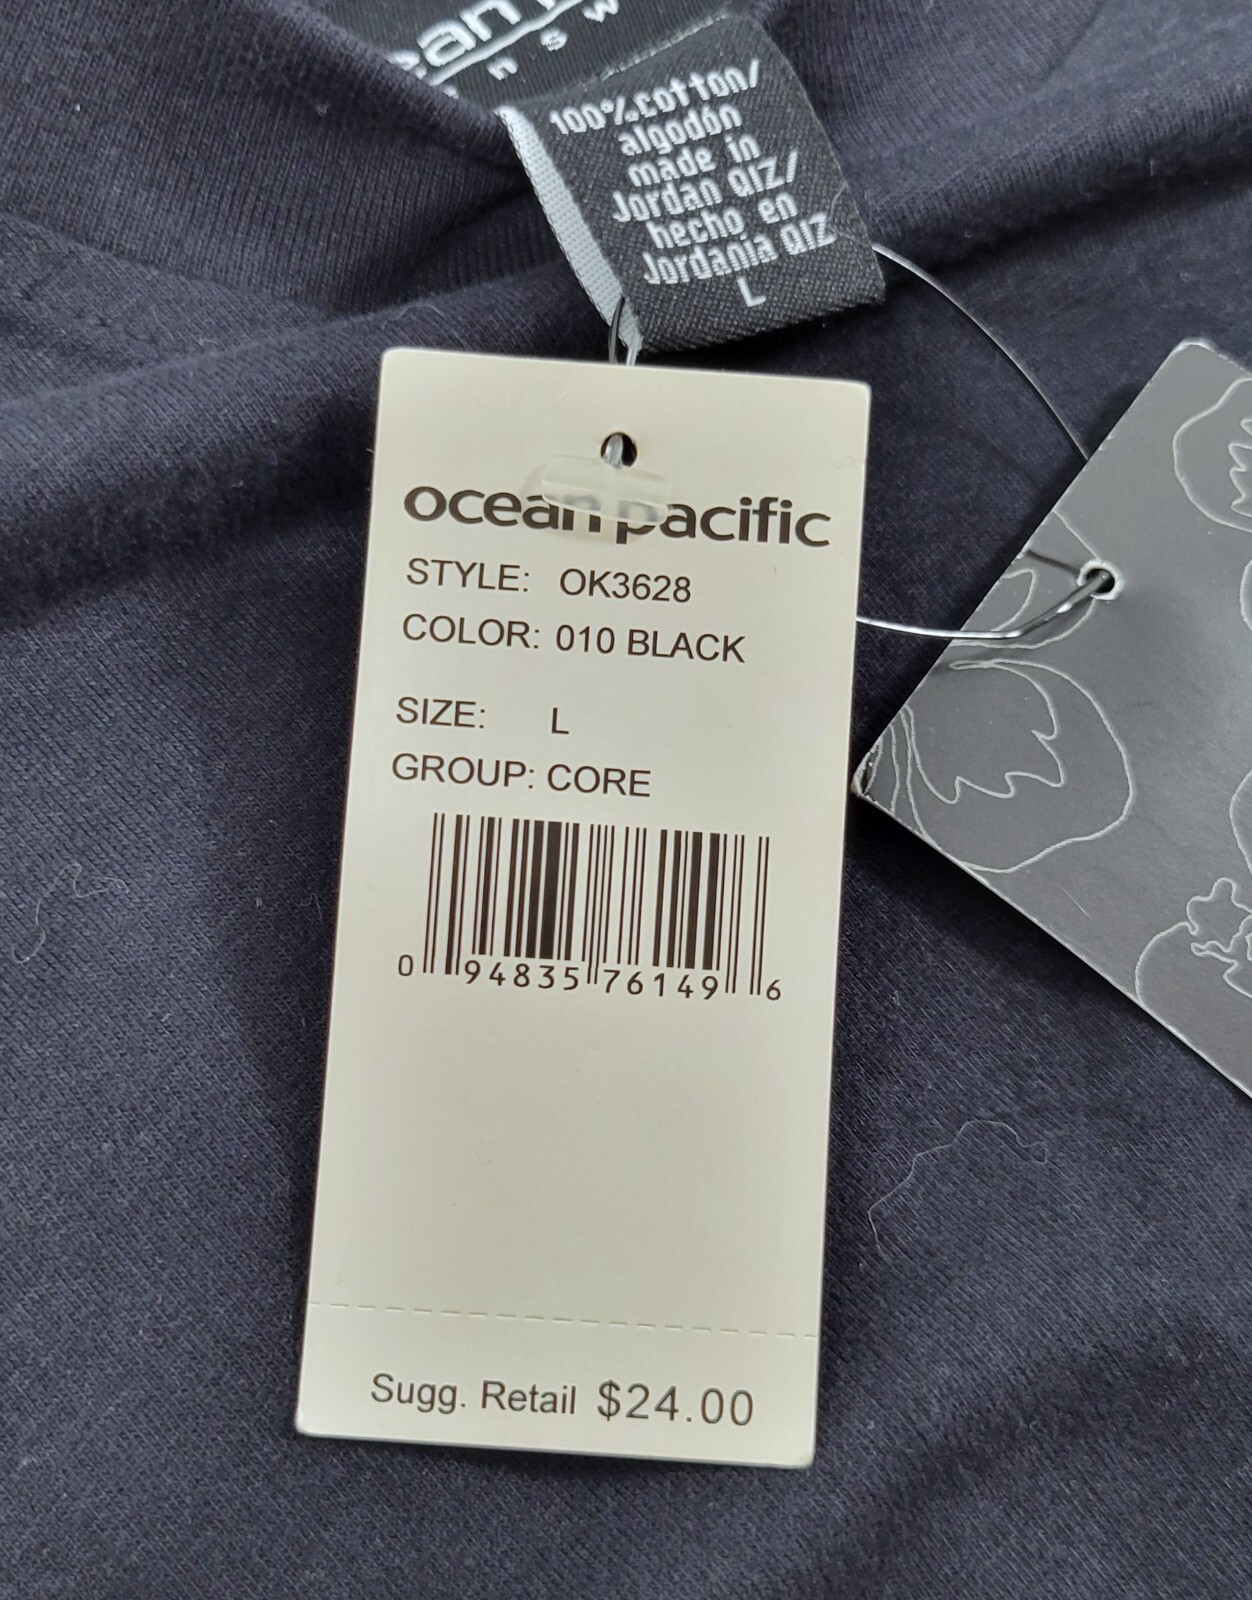 100%cotton/
algodón
made in
Jordan QIZ/
hecho en
Jordania QIZ
L
ocean pacific
STYLE: OK3628
COLOR: 010 BLACK
SIZE: L
GROUP: CORE
0 94835 76149 6
Sugg. Retail $24.00